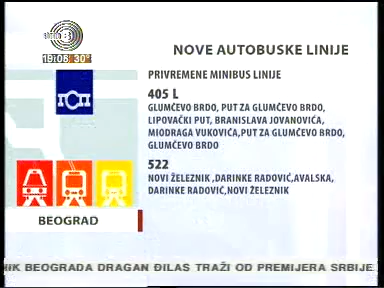 19:08 30°
NOVE AUTOBUSKE LINIJE
PRIVREMENE MINIBUS LINIJE
405 L
GLUMČEVO BRDO, PUT ZA GLUMČEVO BRDO,
LIPOVAČKI PUT, BRANISLAVA JOVANOVIĆA,
MIODRAGA VUKOVIĆA,PUT ZA GLUMČEVO BRDO,
GLUMČEVO BRDO
522
NOVI ŽELEZNIK ,DARINKE RADOVIĆ,AVALSKA,
DARINKE RADOVIĆ,NOVI ŽELEZNIK
BEOGRAD
NIK BEOGRADA DRAGAN ĐILAS TRAŽI OD PREMIJERA SRBIJE